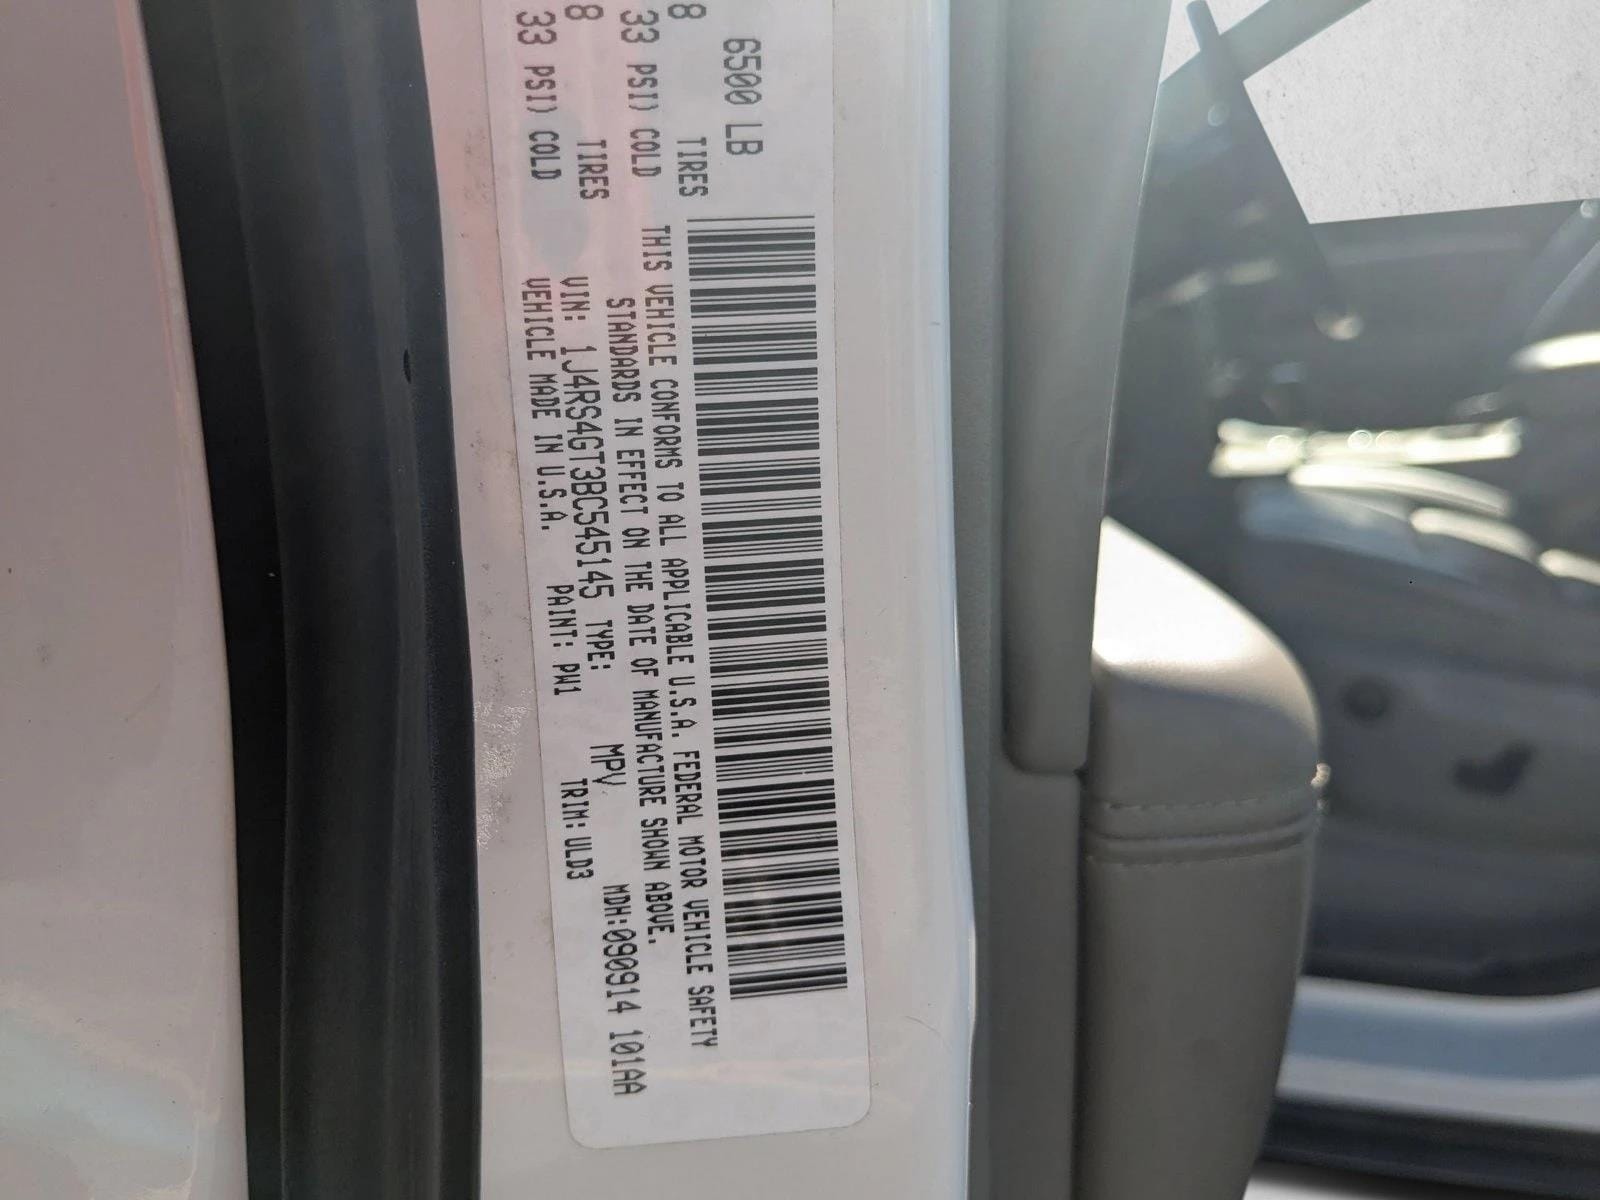 6500 LB
8 TIRES
33 PSI) COLD
8 TIRES
33 PSI) COLD
THIS VEHICLE CONFORMS TO ALL APPLICABLE U.S.A. FEDERAL MOTOR VEHICLE SAFETY
STANDARDS IN EFFECT ON THE DATE OF MANUFACTURE SHOWN ABOVE.
VIN: 1J4RS4GT3BC545145 TYPE: MPV MDH:090914 101AA
VEHICLE MADE IN U.S.A. PAINT: PW1 TRIM: ULD3